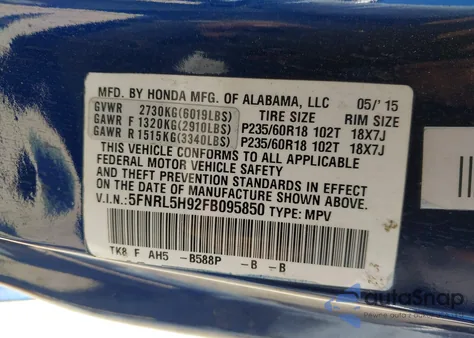 MFD. BY HONDA MFG. OF ALABAMA, LLC 05/'15
GVWR 2730KG(6019LBS) TIRE SIZE RIM SIZE
GAWR F 1320KG(2910LBS) P235/60R18 102T 18X7J
GAWR R 1515KG(3340LBS) P235/60R18 102T 18X7J
THIS VEHICLE CONFORMS TO ALL APPLICABLE
FEDERAL MOTOR VEHICLE SAFETY AND
THEFT PREVENTION STANDARDS IN EFFECT ON
THE DATE OF MANUFACTURE SHOWN ABOVE.
V.I.N.:5FNRL5H92FB095850 TYPE: MPV
TK8 F AH5 -B588P -B -B
autoSnap
Pewne auta z